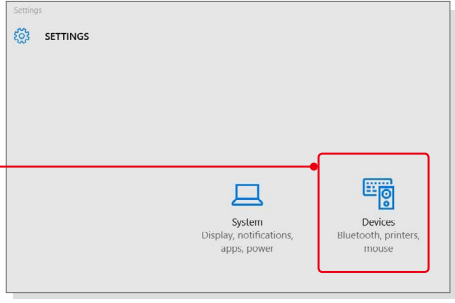 Settings
SETTINGS
System
Display, notifications,
apps, power
Devices
Bluetooth, printers,
mouse